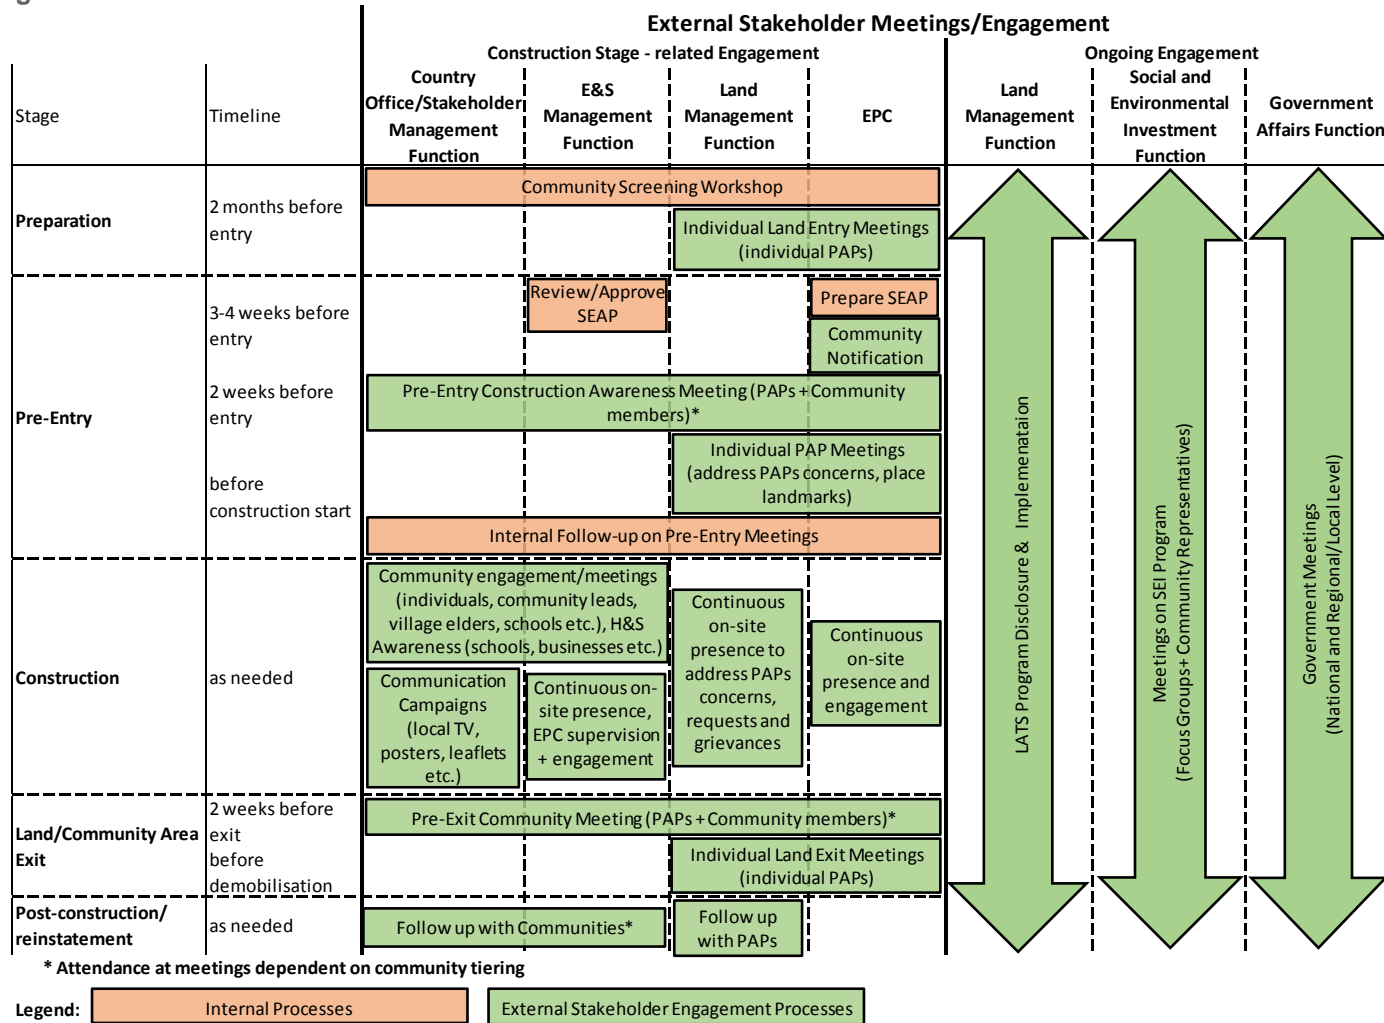 External Stakeholder Meetings/Engagement
Construction Stage - related Engagement
Ongoing Engagement
Stage
Timeline
Country
Office/Stakeholder
Management
Function
E&S
Management
Function
Land
Management
Function
EPC
Land
Management
Function
Social and
Environmental
Investment
Function
Government
Affairs Function
Preparation
2 months before
entry
Community Screening Workshop
Individual Land Entry Meetings
(individual PAPs)
Pre-Entry
3-4 weeks before
entry
Review/Approve
SEAP
Prepare SEAP
Community
Notification
2 weeks before
entry
Pre-Entry Construction Awareness Meeting (PAPs + Community
members)*
before
construction start
Individual PAP Meetings
(address PAPs concerns, place
landmarks)
Internal Follow-up on Pre-Entry Meetings
Construction
as needed
Community engagement/meetings
(individuals, community leads,
village elders, schools etc.), H&S
Awareness (schools, businesses etc.)
Communication
Campaigns
(local TV,
posters, leaflets
etc.)
Continuous on-
site presence,
EPC supervision
+ engagement
Continuous
on-site
presence to
address PAPs
concerns,
requests and
grievances
Continuous
on-site
presence and
engagement
Land/Community Area
Exit
2 weeks before
exit
before
demobilisation
Pre-Exit Community Meeting (PAPs + Community members)*
Individual Land Exit Meetings
(individual PAPs)
Post-construction/
reinstatement
as needed
Follow up with Communities*
Follow up
with PAPs
LATS Program Disclosure & Implemenataion
Meetings on SEI Program
(Focus Groups+ Community Representatives)
Government Meetings
(National and Regional/Local Level)
* Attendance at meetings dependent on community tiering
Legend:
Internal Processes
External Stakeholder Engagement Processes